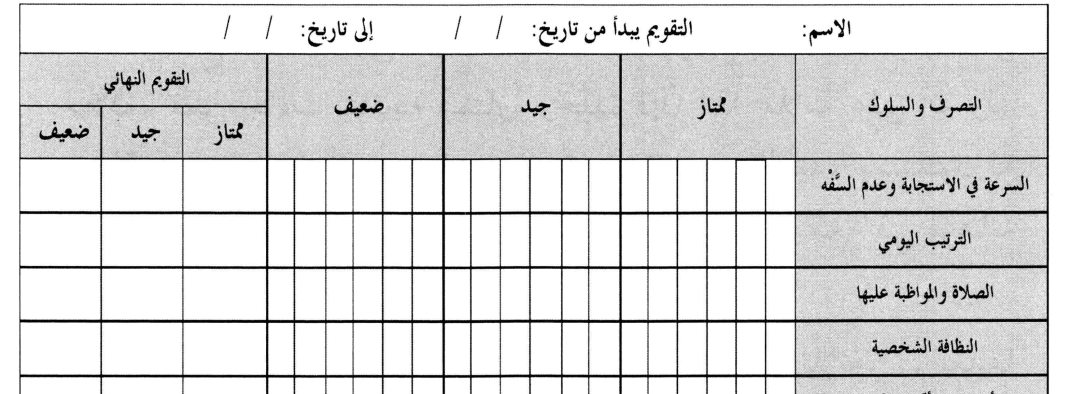 الاسم: التقويم يبدأ من تاريخ: / / إلى تاريخ: / /
التصرف والسلوك ممتاز جيد ضعيف التقويم النهائي
ممتاز جيد ضعيف
السرعة في الاستجابة وعدم السَّفْه
الترتيب اليومي
الصلاة والمواظبة عليها
النظافة الشخصية